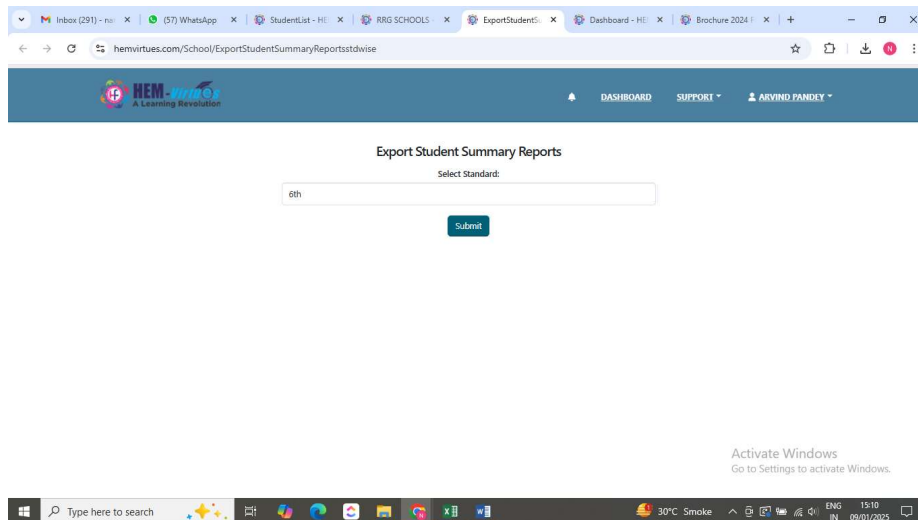 Inbox (291) - na
(57) WhatsApp
StudentList - HE
RRG SCHOOLS
ExportStudentS
Dashboard - HE
Brochure 2024
hemvirtues.com/School/ExportStudentSummaryReportsstdwise
N
HEM-Virtues
A Learning Revolution
DASHBOARD
SUPPORT
ARVIND PANDEY
Export Student Summary Reports
Select Standard:
6th
Submit
Activate Windows
Go to Settings to activate Windows.
Type here to search
30°C Smoke
ENG
IN
15:10
09/01/2025